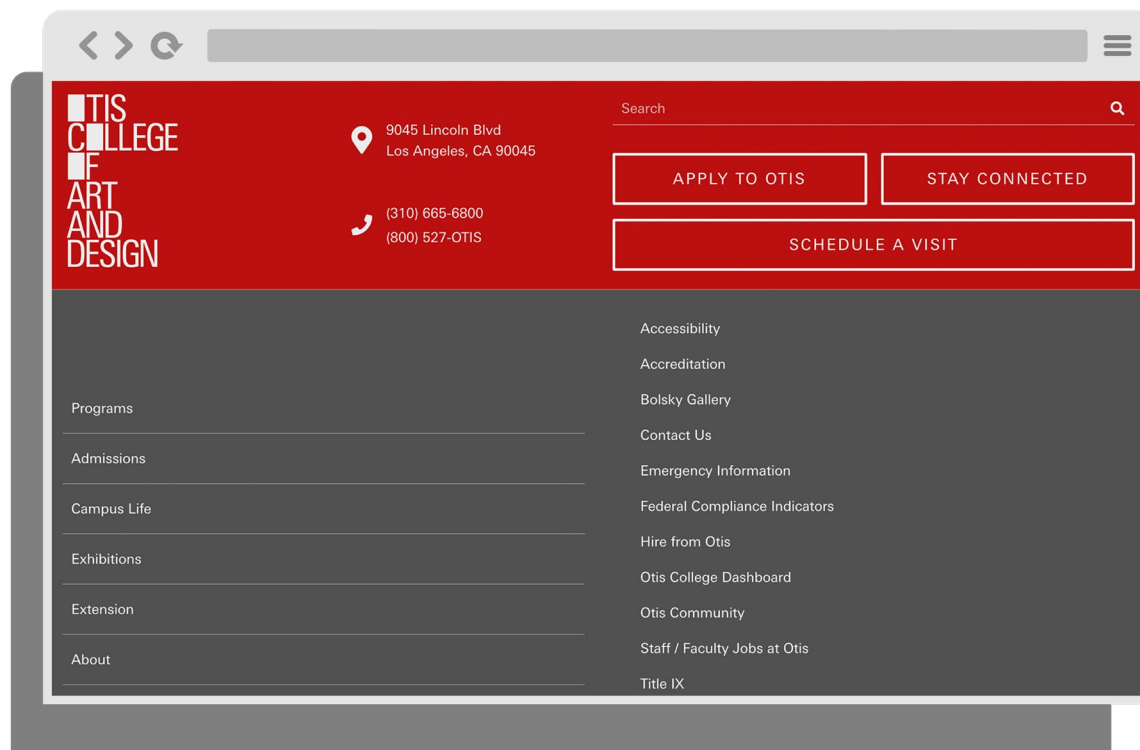 OTIS
COLLEGE
OF
ART
AND
DESIGN
9045 Lincoln Blvd
Los Angeles, CA 90045
(310) 665-6800
(800) 527-OTIS
Search
APPLY TO OTIS
STAY CONNECTED
SCHEDULE A VISIT
Programs
Admissions
Campus Life
Exhibitions
Extension
About
Accessibility
Accreditation
Bolsky Gallery
Contact Us
Emergency Information
Federal Compliance Indicators
Hire from Otis
Otis College Dashboard
Otis Community
Staff / Faculty Jobs at Otis
Title IX